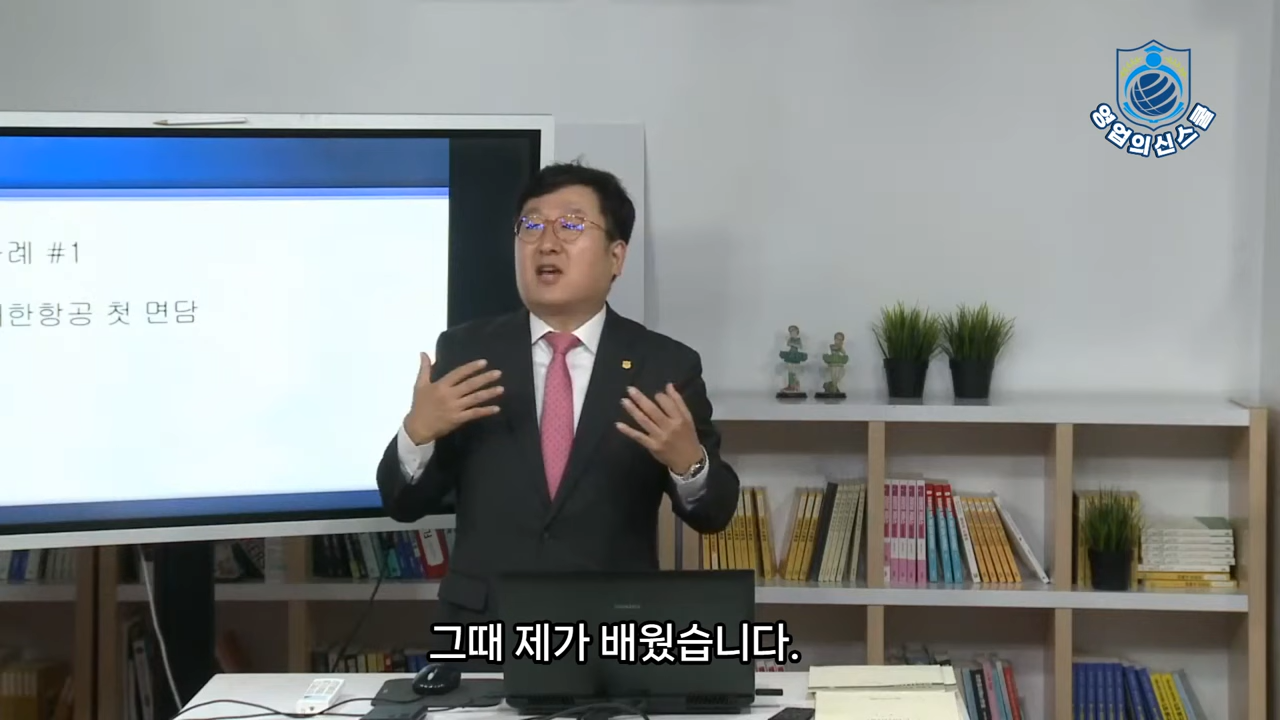 영업의신스쿨
례 #1
한항공 첫 면담
그때 제가 배웠습니다.